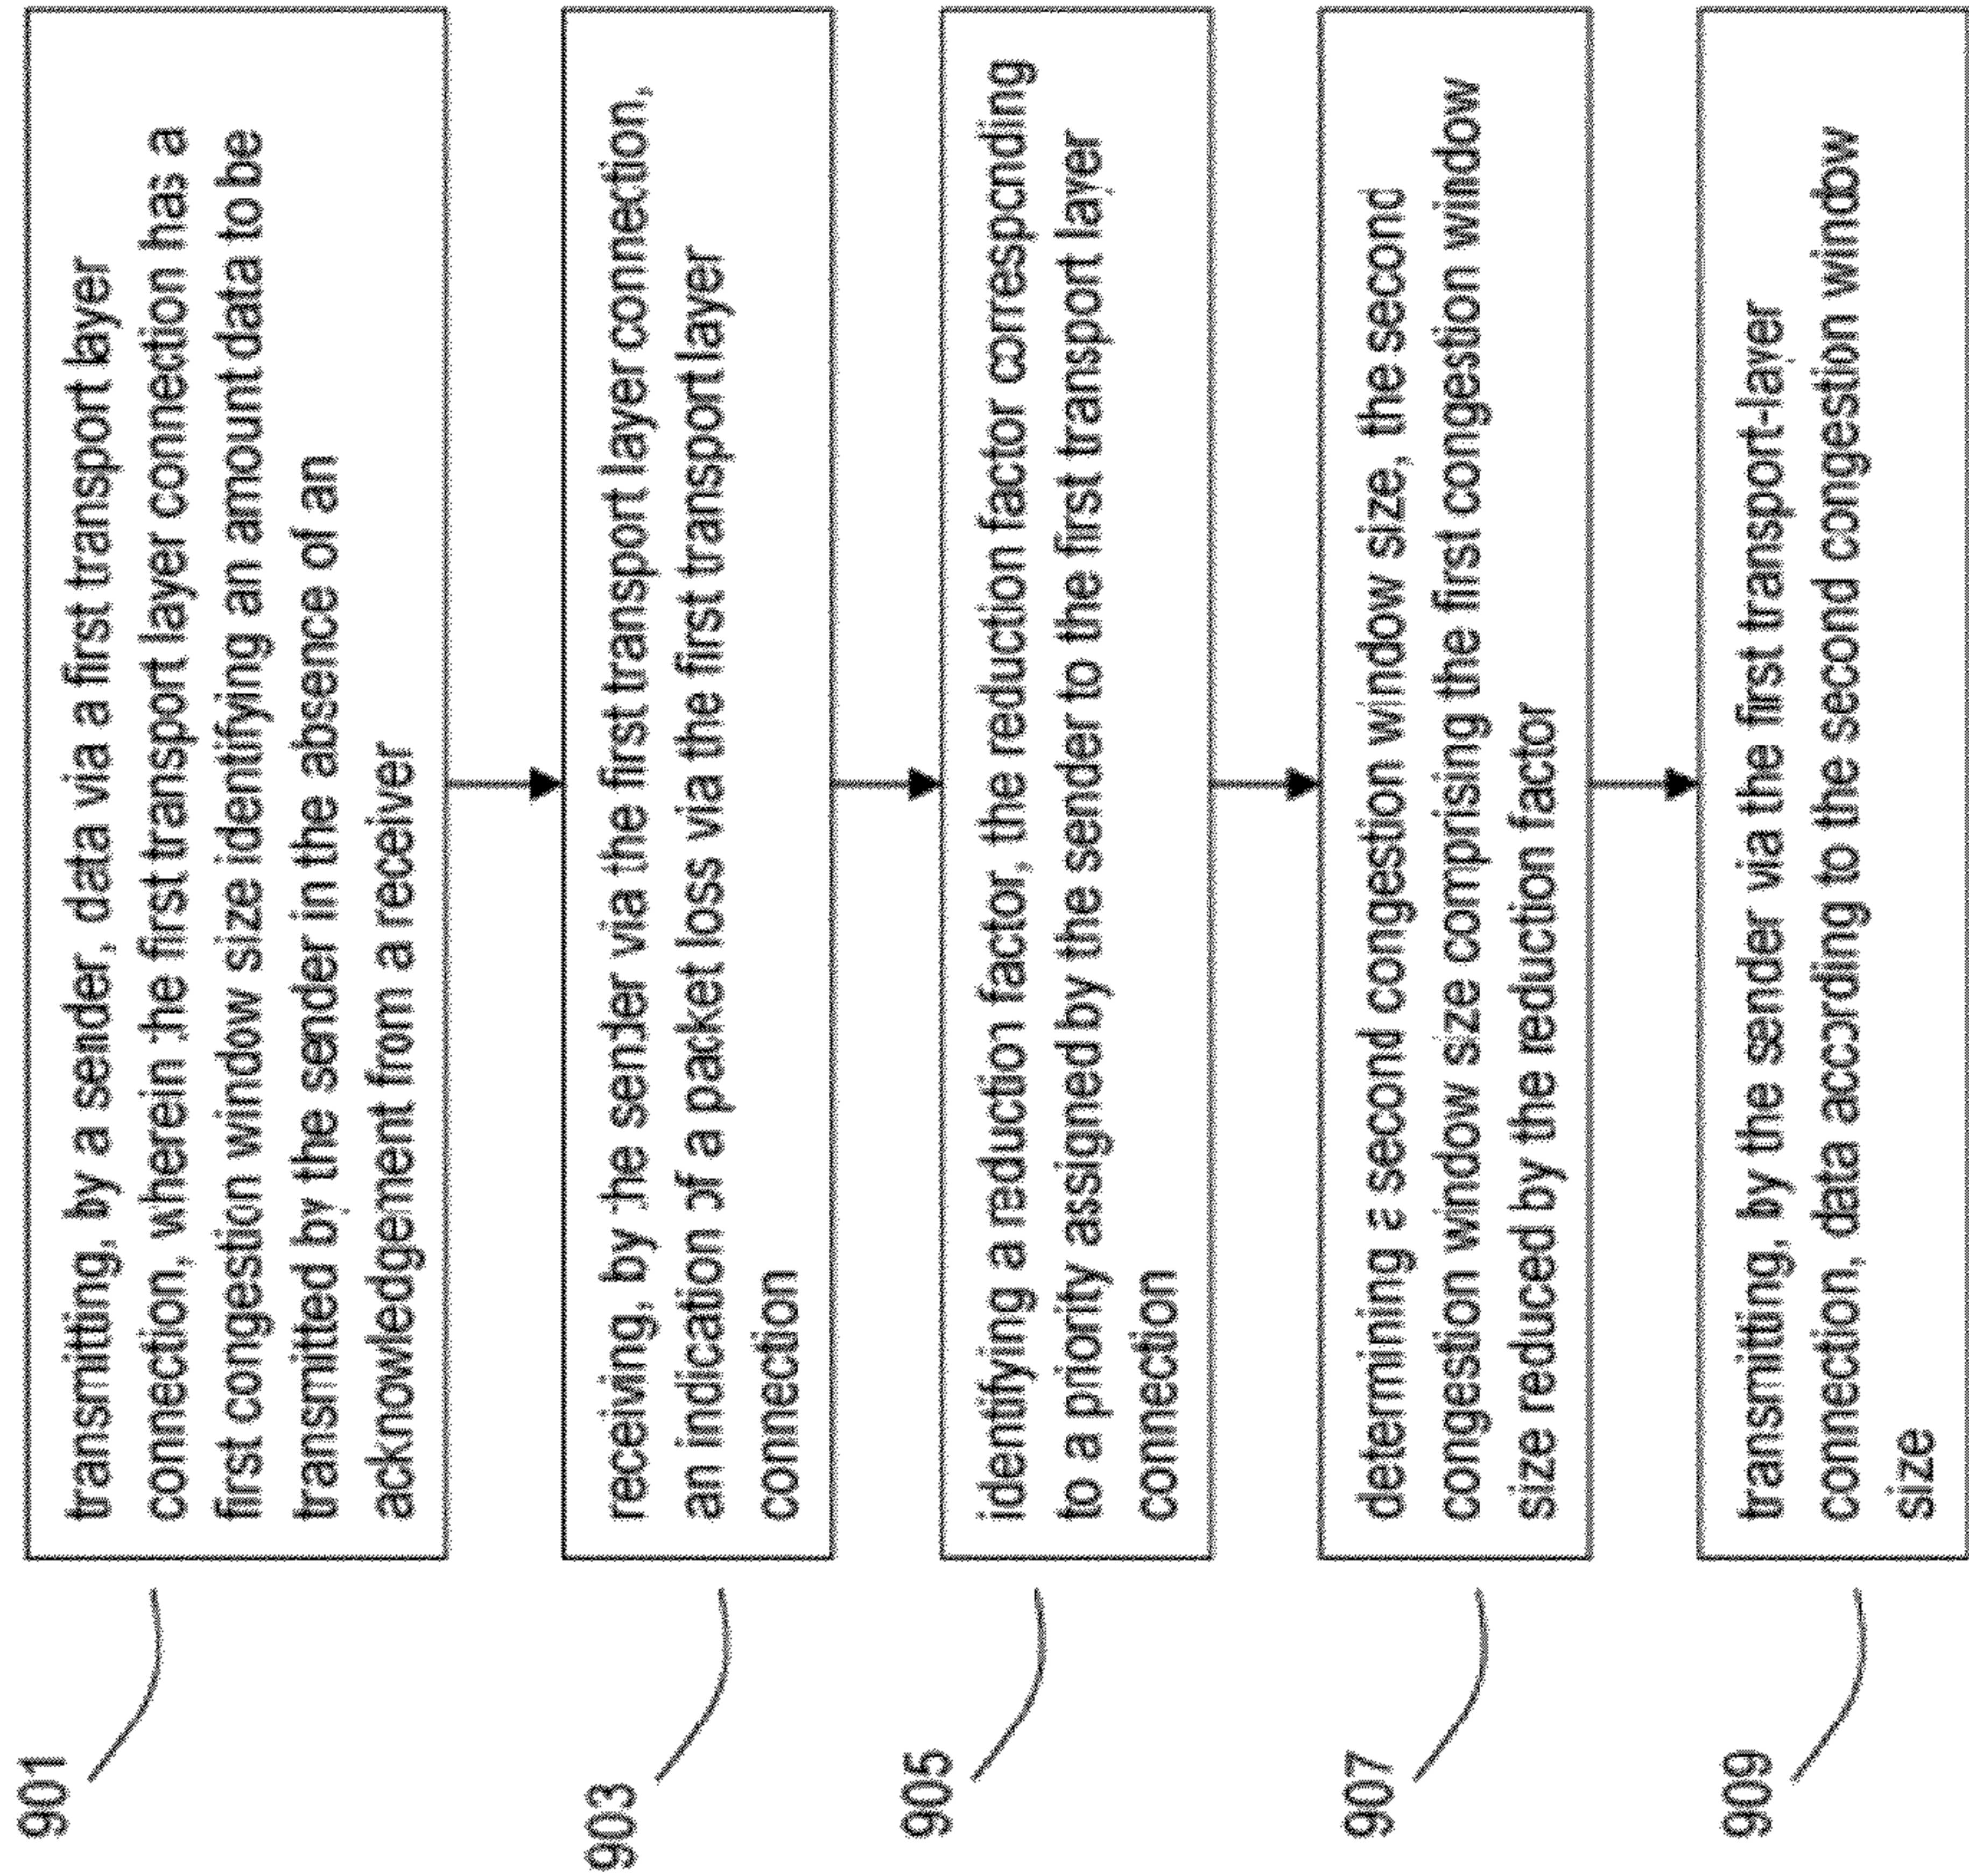 901
transmitting, by a sender, data via a first transport layer
connection, wherein the first transport layer connection has a
first congestion window size identifying an amount data to be
transmitted by the sender in the absence of an
acknowledgement from a receiver
903
receiving, by the sender via the first transport layer connection,
an indication of a packet loss via the first transport layer
connection
905
identifying a reduction factor, the reduction factor corresponding
to a priority assigned by the sender to the first transport layer
connection
907
determining a second congestion window size, the second
congestion window size comprising the first congestion window
size reduced by the reduction factor
909
transmitting, by the sender via the first transport-layer
connection, data according to the second congestion window
size